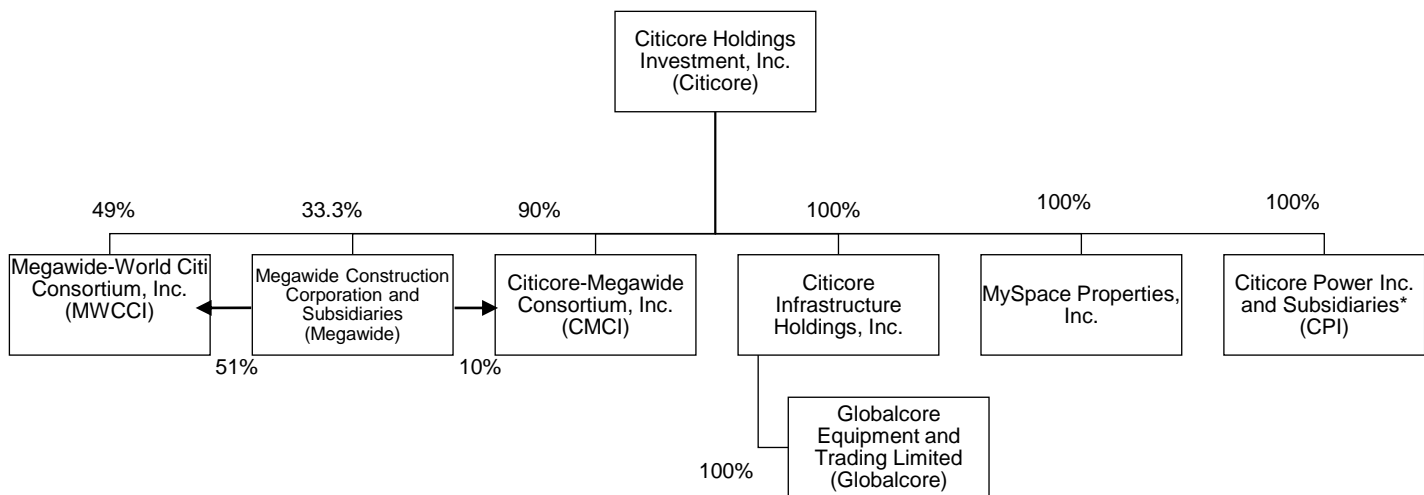 Citicore Holdings
Investment, Inc.
(Citicore)
49%
33.3%
90%
100%
100%
100%
Megawide-World Citi
Consortium, Inc.
(MWCCI)
Megawide Construction
Corporation and
Subsidiaries
(Megawide)
Citicore-Megawide
Consortium, Inc.
(CMCI)
Citicore
Infrastructure
Holdings, Inc.
MySpace Properties,
Inc.
Citicore Power Inc.
and Subsidiaries*
(CPI)
51%
10%
Globalcore
Equipment and
Trading Limited
(Globalcore)
100%